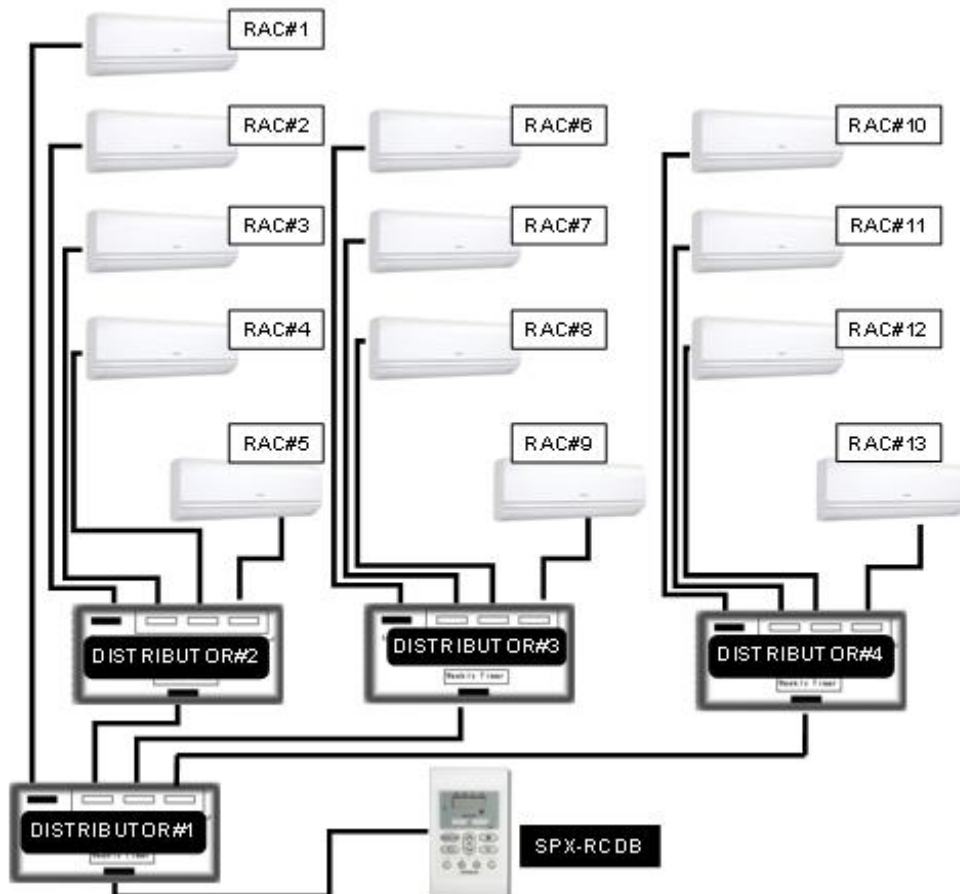 RAC#1
RAC#2
RAC#6
RAC#10
RAC#3
RAC#7
RAC#11
RAC#4
RAC#8
RAC#12
RAC#5
RAC#9
RAC#13
DISTRIBUTOR#2
DISTRIBUTOR#3
DISTRIBUTOR#4
Weekly Timer
Weekly Timer
DISTRIBUTOR#1
Weekly Timer
SPX-RCDB